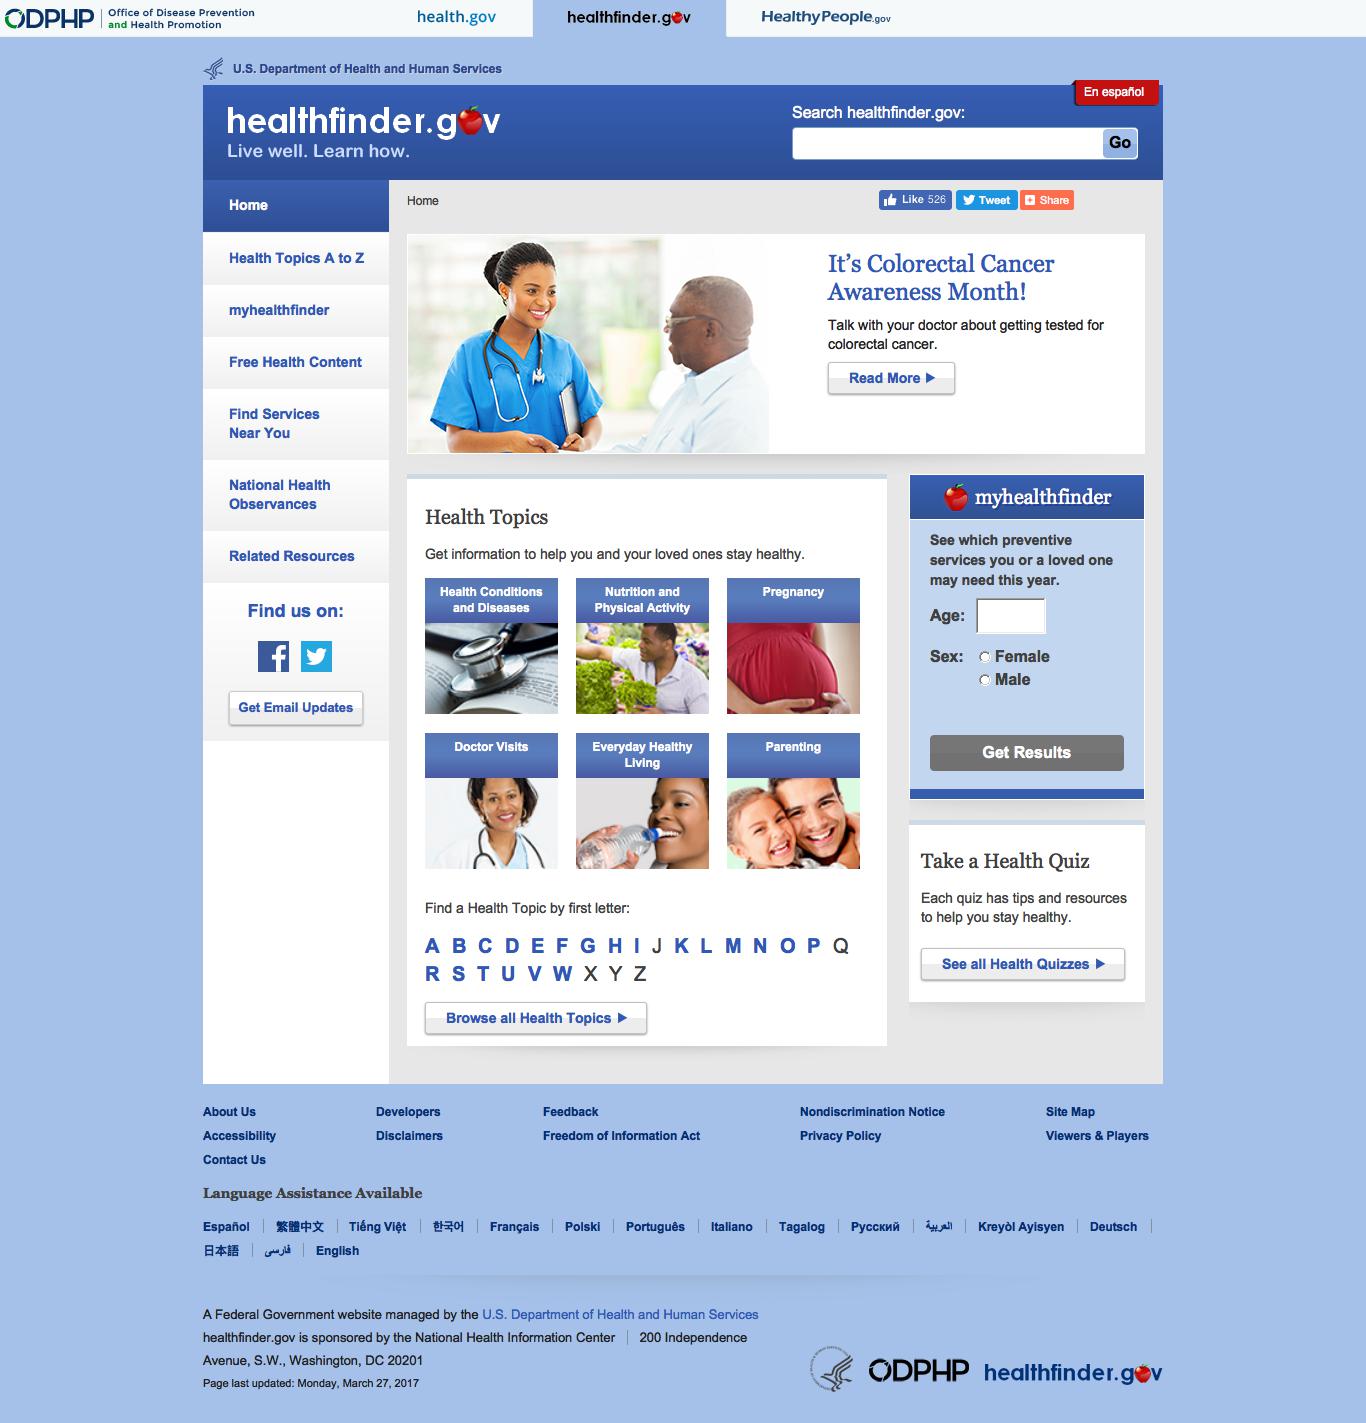 ODPHP Office of Disease Prevention
and Health Promotion
health.gov
healthfinder.gov
HealthyPeople.gov
U.S. Department of Health and Human Services
healthfinder.gov
Live well. Learn how.
En español
Search healthfinder.gov:
Go
Home
Health Topics A to Z
myhealthfinder
Free Health Content
Find Services
Near You
National Health
Observances
Related Resources
Find us on:
Get Email Updates
Home
Like 526
Tweet
Share
It’s Colorectal Cancer
Awareness Month!
Talk with your doctor about getting tested for
colorectal cancer.
Read More
Health Topics
Get information to help you and your loved ones stay healthy.
Health Conditions
and Diseases
Nutrition and
Physical Activity
Pregnancy
Doctor Visits
Everyday Healthy
Living
Parenting
Find a Health Topic by first letter:
A B C D E F G H I J K L M N O P Q
R S T U V W X Y Z
Browse all Health Topics
myhealthfinder
See which preventive
services you or a loved one
may need this year.
Age:
Sex: Female
Male
Get Results
Take a Health Quiz
Each quiz has tips and resources
to help you stay healthy.
See all Health Quizzes
About Us
Accessibility
Contact Us
Developers
Disclaimers
Feedback
Freedom of Information Act
Nondiscrimination Notice
Privacy Policy
Site Map
Viewers & Players
Language Assistance Available
Español | 繁體中文 | Tiếng Việt | 한국어 | Français | Polski | Português | Italiano | Tagalog | Русский | العربية | Kreyòl Ayisyen | Deutsch |
日本語 | فارسی | English
A Federal Government website managed by the U.S. Department of Health and Human Services
healthfinder.gov is sponsored by the National Health Information Center | 200 Independence
Avenue, S.W., Washington, DC 20201
Page last updated: Monday, March 27, 2017
ODPHP
healthfinder.gov